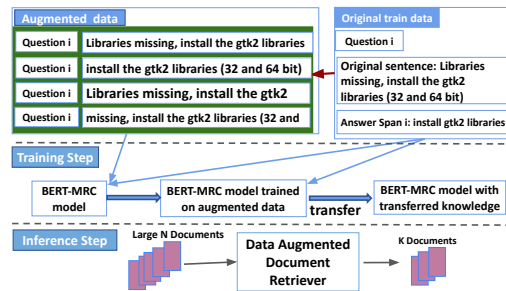 Augmented data
Original train data
Question i
Libraries missing, install the gtk2 libraries
Question i
install the gtk2 libraries (32 and 64 bit)
Question i
Libraries missing, install the gtk2
Question i
missing, install the gtk2 libraries (32 and
Question i
Original sentence: Libraries
missing, install the gtk2
libraries (32 and 64 bit)
Answer Span i: install gtk2 libraries
Training Step
BERT-MRC
model
BERT-MRC model trained
on augmented data
transfer
BERT-MRC model with
transferred knowledge
Inference Step
Large N Documents
Data Augmented
Document
Retriever
K Documents